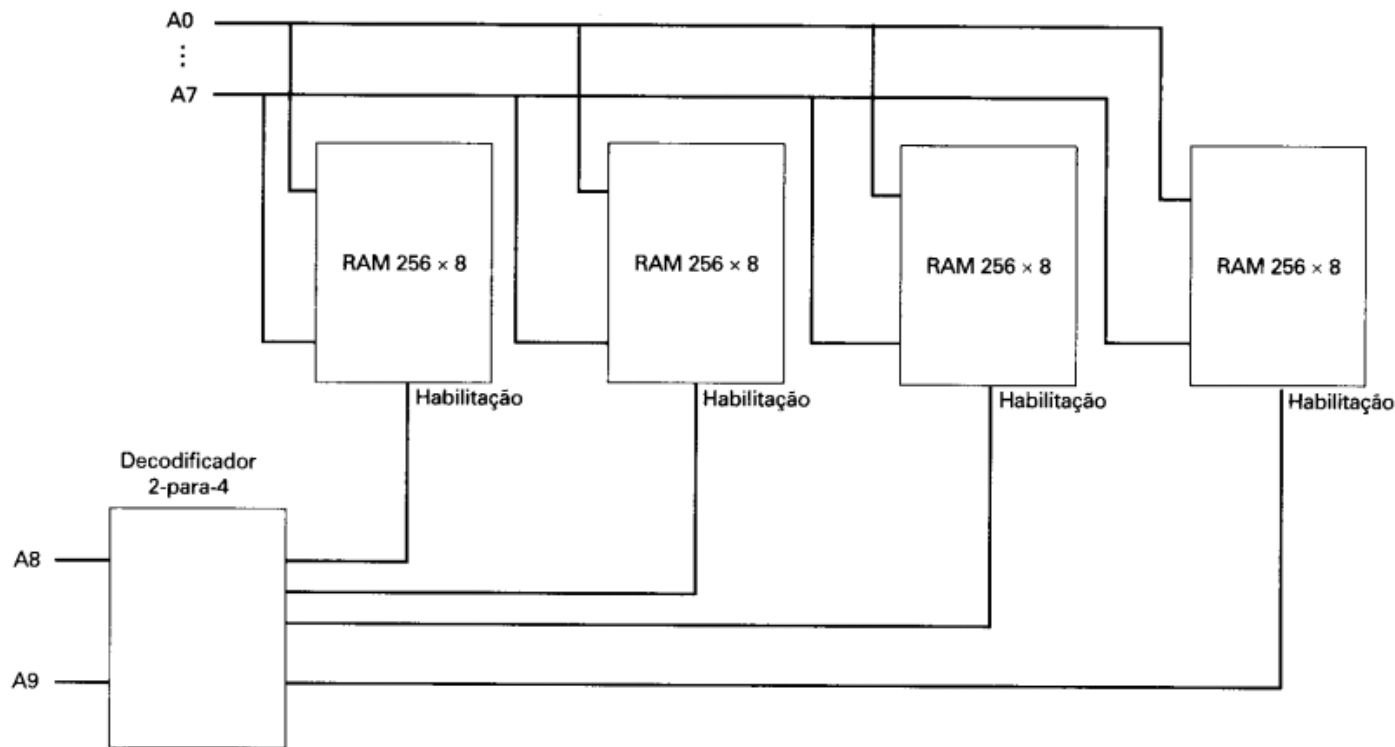 A0
⋮
A7
RAM 256 × 8
RAM 256 × 8
RAM 256 × 8
RAM 256 × 8
Habilitação
Habilitação
Habilitação
Habilitação
Decodificador
2-para-4
A8
A9